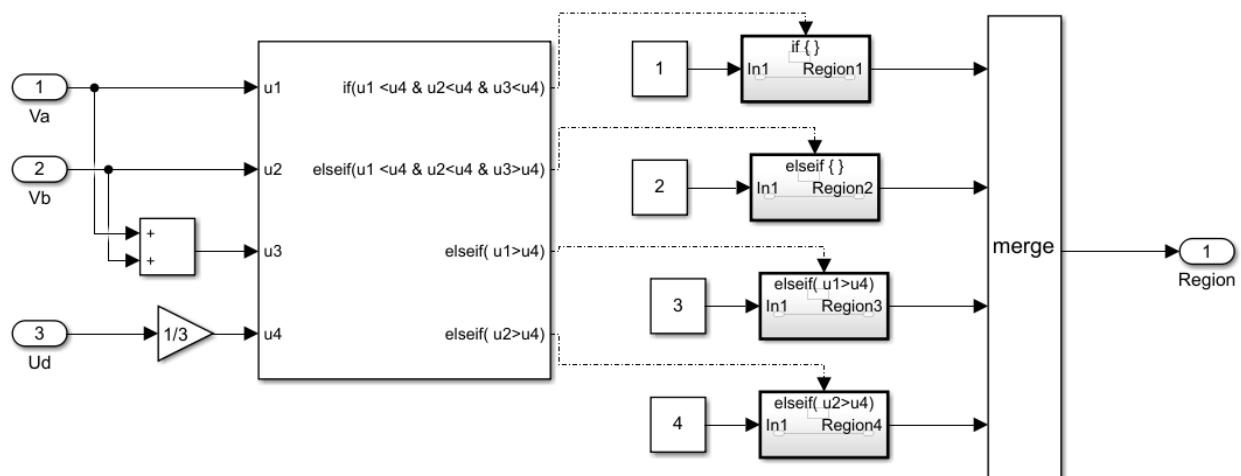 1
Va
2
Vb
+
+
3
Ud
1/3
u1
u2
u3
u4
if(u1 <u4 & u2<u4 & u3<u4)
elseif(u1 <u4 & u2<u4 & u3>u4)
elseif( u1>u4)
elseif( u2>u4)
1
if { }
In1 Region1
2
elseif { }
In1 Region2
3
elseif( u1>u4)
In1 Region3
4
elseif( u2>u4)
In1 Region4
merge
1
Region